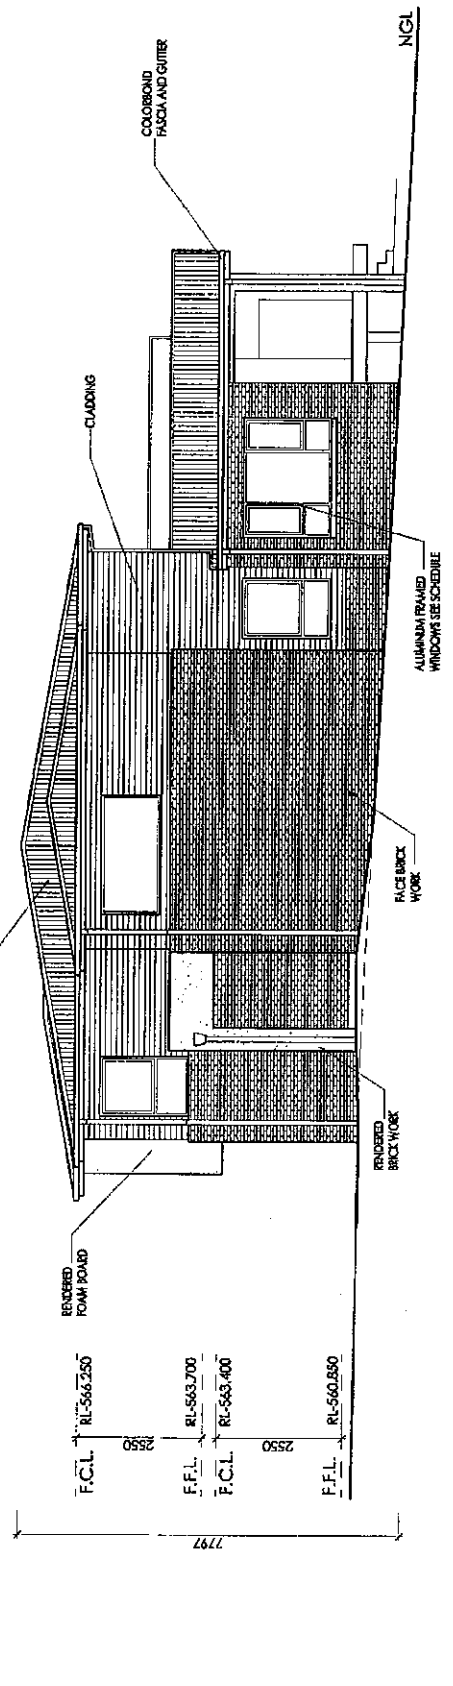 RENDERED
FOAM BOARD
CLADDING
COLORBOND
FASCIA AND GUTTER
F.C.L. RL-566.250
2550
F.F.L. RL-563.700
F.C.L. RL-563.400
2550
F.F.L. RL-560.850
7797
RENDERED
BRICK WORK
FACE BRICK
WORK
ALUMINUM FRAMED
WINDOWS SEE SCHEDULE
NGL